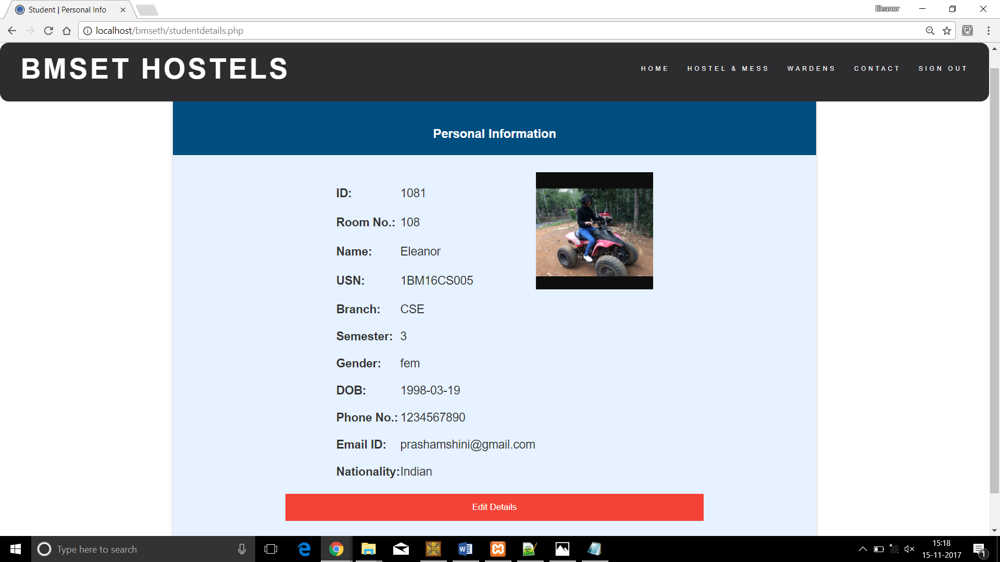 Student | Personal Info
Eleanor
localhost/bmseth/studentdetails.php
BMSET HOSTELS
HOME HOSTEL & MESS WARDENS CONTACT SIGN OUT
Personal Information
ID: 1081
Room No.: 108
Name: Eleanor
USN: 1BM16CS005
Branch: CSE
Semester: 3
Gender: fem
DOB: 1998-03-19
Phone No.: 1234567890
Email ID: prashamshini@gmail.com
Nationality: Indian
Edit Details
Type here to search
15:18
15-11-2017
1